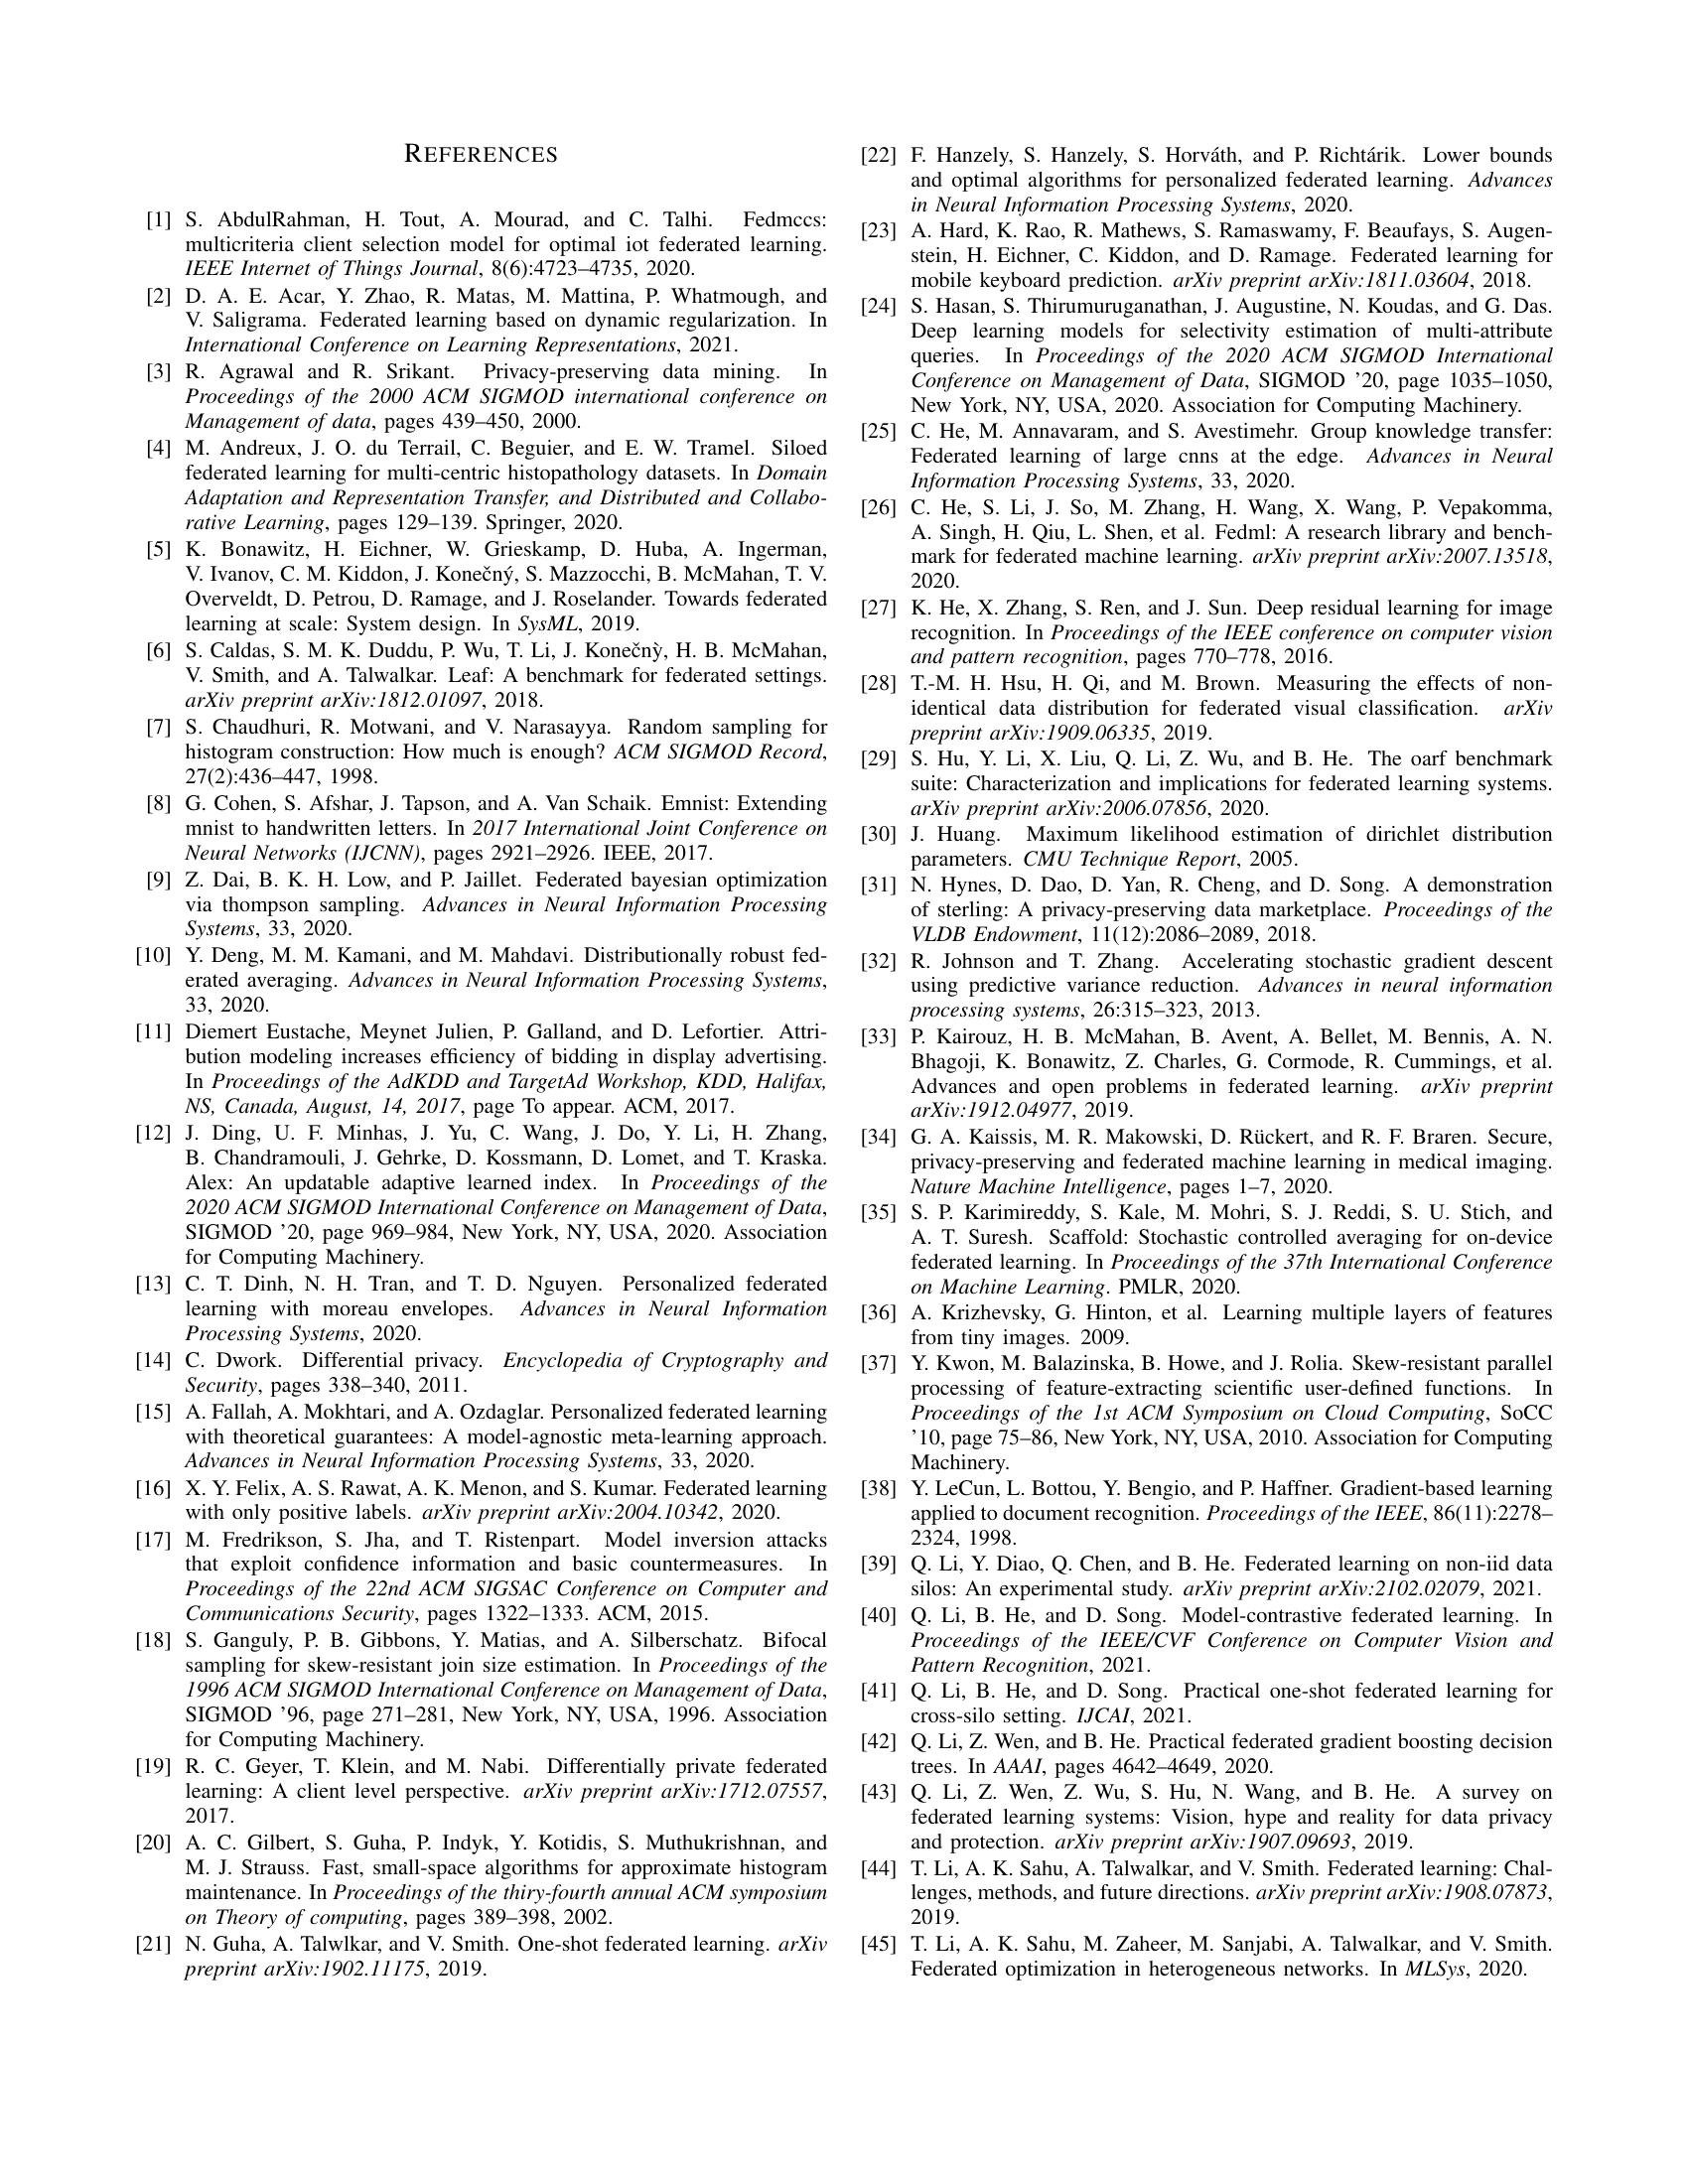 REFERENCES
[1] S. AbdulRahman, H. Tout, A. Mourad, and C. Talhi. Fedmccs:
multicriteria client selection model for optimal iot federated learning.
IEEE Internet of Things Journal, 8(6):4723–4735, 2020.
[2] D. A. E. Acar, Y. Zhao, R. Matas, M. Mattina, P. Whatmough, and
V. Saligrama. Federated learning based on dynamic regularization. In
International Conference on Learning Representations, 2021.
[3] R. Agrawal and R. Srikant. Privacy-preserving data mining. In
Proceedings of the 2000 ACM SIGMOD international conference on
Management of data, pages 439–450, 2000.
[4] M. Andreux, J. O. du Terrail, C. Beguier, and E. W. Tramel. Siloed
federated learning for multi-centric histopathology datasets. In Domain
Adaptation and Representation Transfer, and Distributed and Collabo-
rative Learning, pages 129–139. Springer, 2020.
[5] K. Bonawitz, H. Eichner, W. Grieskamp, D. Huba, A. Ingerman,
V. Ivanov, C. M. Kiddon, J. Konečný, S. Mazzocchi, B. McMahan, T. V.
Overveldt, D. Petrou, D. Ramage, and J. Roselander. Towards federated
learning at scale: System design. In SysML, 2019.
[6] S. Caldas, S. M. K. Duddu, P. Wu, T. Li, J. Konečnỳ, H. B. McMahan,
V. Smith, and A. Talwalkar. Leaf: A benchmark for federated settings.
arXiv preprint arXiv:1812.01097, 2018.
[7] S. Chaudhuri, R. Motwani, and V. Narasayya. Random sampling for
histogram construction: How much is enough? ACM SIGMOD Record,
27(2):436–447, 1998.
[8] G. Cohen, S. Afshar, J. Tapson, and A. Van Schaik. Emnist: Extending
mnist to handwritten letters. In 2017 International Joint Conference on
Neural Networks (IJCNN), pages 2921–2926. IEEE, 2017.
[9] Z. Dai, B. K. H. Low, and P. Jaillet. Federated bayesian optimization
via thompson sampling. Advances in Neural Information Processing
Systems, 33, 2020.
[10] Y. Deng, M. M. Kamani, and M. Mahdavi. Distributionally robust fed-
erated averaging. Advances in Neural Information Processing Systems,
33, 2020.
[11] Diemert Eustache, Meynet Julien, P. Galland, and D. Lefortier. Attri-
bution modeling increases efficiency of bidding in display advertising.
In Proceedings of the AdKDD and TargetAd Workshop, KDD, Halifax,
NS, Canada, August, 14, 2017, page To appear. ACM, 2017.
[12] J. Ding, U. F. Minhas, J. Yu, C. Wang, J. Do, Y. Li, H. Zhang,
B. Chandramouli, J. Gehrke, D. Kossmann, D. Lomet, and T. Kraska.
Alex: An updatable adaptive learned index. In Proceedings of the
2020 ACM SIGMOD International Conference on Management of Data,
SIGMOD ’20, page 969–984, New York, NY, USA, 2020. Association
for Computing Machinery.
[13] C. T. Dinh, N. H. Tran, and T. D. Nguyen. Personalized federated
learning with moreau envelopes. Advances in Neural Information
Processing Systems, 2020.
[14] C. Dwork. Differential privacy. Encyclopedia of Cryptography and
Security, pages 338–340, 2011.
[15] A. Fallah, A. Mokhtari, and A. Ozdaglar. Personalized federated learning
with theoretical guarantees: A model-agnostic meta-learning approach.
Advances in Neural Information Processing Systems, 33, 2020.
[16] X. Y. Felix, A. S. Rawat, A. K. Menon, and S. Kumar. Federated learning
with only positive labels. arXiv preprint arXiv:2004.10342, 2020.
[17] M. Fredrikson, S. Jha, and T. Ristenpart. Model inversion attacks
that exploit confidence information and basic countermeasures. In
Proceedings of the 22nd ACM SIGSAC Conference on Computer and
Communications Security, pages 1322–1333. ACM, 2015.
[18] S. Ganguly, P. B. Gibbons, Y. Matias, and A. Silberschatz. Bifocal
sampling for skew-resistant join size estimation. In Proceedings of the
1996 ACM SIGMOD International Conference on Management of Data,
SIGMOD ’96, page 271–281, New York, NY, USA, 1996. Association
for Computing Machinery.
[19] R. C. Geyer, T. Klein, and M. Nabi. Differentially private federated
learning: A client level perspective. arXiv preprint arXiv:1712.07557,
2017.
[20] A. C. Gilbert, S. Guha, P. Indyk, Y. Kotidis, S. Muthukrishnan, and
M. J. Strauss. Fast, small-space algorithms for approximate histogram
maintenance. In Proceedings of the thiry-fourth annual ACM symposium
on Theory of computing, pages 389–398, 2002.
[21] N. Guha, A. Talwlkar, and V. Smith. One-shot federated learning. arXiv
preprint arXiv:1902.11175, 2019.
[22] F. Hanzely, S. Hanzely, S. Horváth, and P. Richtárik. Lower bounds
and optimal algorithms for personalized federated learning. Advances
in Neural Information Processing Systems, 2020.
[23] A. Hard, K. Rao, R. Mathews, S. Ramaswamy, F. Beaufays, S. Augen-
stein, H. Eichner, C. Kiddon, and D. Ramage. Federated learning for
mobile keyboard prediction. arXiv preprint arXiv:1811.03604, 2018.
[24] S. Hasan, S. Thirumuruganathan, J. Augustine, N. Koudas, and G. Das.
Deep learning models for selectivity estimation of multi-attribute
queries. In Proceedings of the 2020 ACM SIGMOD International
Conference on Management of Data, SIGMOD ’20, page 1035–1050,
New York, NY, USA, 2020. Association for Computing Machinery.
[25] C. He, M. Annavaram, and S. Avestimehr. Group knowledge transfer:
Federated learning of large cnns at the edge. Advances in Neural
Information Processing Systems, 33, 2020.
[26] C. He, S. Li, J. So, M. Zhang, H. Wang, X. Wang, P. Vepakomma,
A. Singh, H. Qiu, L. Shen, et al. Fedml: A research library and bench-
mark for federated machine learning. arXiv preprint arXiv:2007.13518,
2020.
[27] K. He, X. Zhang, S. Ren, and J. Sun. Deep residual learning for image
recognition. In Proceedings of the IEEE conference on computer vision
and pattern recognition, pages 770–778, 2016.
[28] T.-M. H. Hsu, H. Qi, and M. Brown. Measuring the effects of non-
identical data distribution for federated visual classification. arXiv
preprint arXiv:1909.06335, 2019.
[29] S. Hu, Y. Li, X. Liu, Q. Li, Z. Wu, and B. He. The oarf benchmark
suite: Characterization and implications for federated learning systems.
arXiv preprint arXiv:2006.07856, 2020.
[30] J. Huang. Maximum likelihood estimation of dirichlet distribution
parameters. CMU Technique Report, 2005.
[31] N. Hynes, D. Dao, D. Yan, R. Cheng, and D. Song. A demonstration
of sterling: A privacy-preserving data marketplace. Proceedings of the
VLDB Endowment, 11(12):2086–2089, 2018.
[32] R. Johnson and T. Zhang. Accelerating stochastic gradient descent
using predictive variance reduction. Advances in neural information
processing systems, 26:315–323, 2013.
[33] P. Kairouz, H. B. McMahan, B. Avent, A. Bellet, M. Bennis, A. N.
Bhagoji, K. Bonawitz, Z. Charles, G. Cormode, R. Cummings, et al.
Advances and open problems in federated learning. arXiv preprint
arXiv:1912.04977, 2019.
[34] G. A. Kaissis, M. R. Makowski, D. Rückert, and R. F. Braren. Secure,
privacy-preserving and federated machine learning in medical imaging.
Nature Machine Intelligence, pages 1–7, 2020.
[35] S. P. Karimireddy, S. Kale, M. Mohri, S. J. Reddi, S. U. Stich, and
A. T. Suresh. Scaffold: Stochastic controlled averaging for on-device
federated learning. In Proceedings of the 37th International Conference
on Machine Learning. PMLR, 2020.
[36] A. Krizhevsky, G. Hinton, et al. Learning multiple layers of features
from tiny images. 2009.
[37] Y. Kwon, M. Balazinska, B. Howe, and J. Rolia. Skew-resistant parallel
processing of feature-extracting scientific user-defined functions. In
Proceedings of the 1st ACM Symposium on Cloud Computing, SoCC
’10, page 75–86, New York, NY, USA, 2010. Association for Computing
Machinery.
[38] Y. LeCun, L. Bottou, Y. Bengio, and P. Haffner. Gradient-based learning
applied to document recognition. Proceedings of the IEEE, 86(11):2278–
2324, 1998.
[39] Q. Li, Y. Diao, Q. Chen, and B. He. Federated learning on non-iid data
silos: An experimental study. arXiv preprint arXiv:2102.02079, 2021.
[40] Q. Li, B. He, and D. Song. Model-contrastive federated learning. In
Proceedings of the IEEE/CVF Conference on Computer Vision and
Pattern Recognition, 2021.
[41] Q. Li, B. He, and D. Song. Practical one-shot federated learning for
cross-silo setting. IJCAI, 2021.
[42] Q. Li, Z. Wen, and B. He. Practical federated gradient boosting decision
trees. In AAAI, pages 4642–4649, 2020.
[43] Q. Li, Z. Wen, Z. Wu, S. Hu, N. Wang, and B. He. A survey on
federated learning systems: Vision, hype and reality for data privacy
and protection. arXiv preprint arXiv:1907.09693, 2019.
[44] T. Li, A. K. Sahu, A. Talwalkar, and V. Smith. Federated learning: Chal-
lenges, methods, and future directions. arXiv preprint arXiv:1908.07873,
2019.
[45] T. Li, A. K. Sahu, M. Zaheer, M. Sanjabi, A. Talwalkar, and V. Smith.
Federated optimization in heterogeneous networks. In MLSys, 2020.